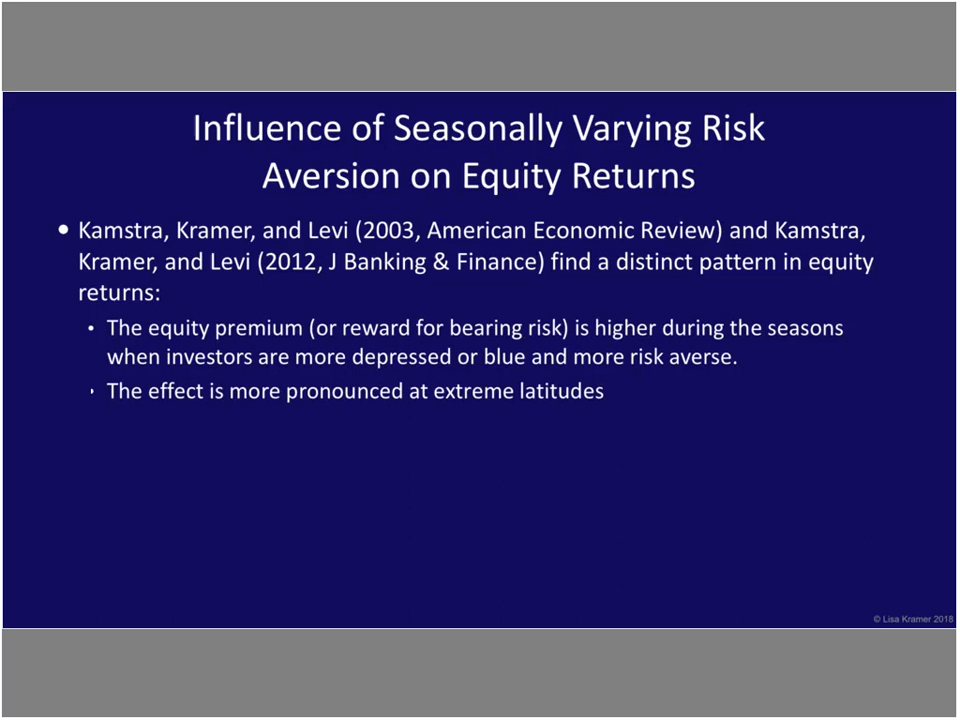 Influence of Seasonally Varying Risk
Aversion on Equity Returns
• Kamstra, Kramer, and Levi (2003, American Economic Review) and Kamstra,
Kramer, and Levi (2012, J Banking & Finance) find a distinct pattern in equity
returns:
• The equity premium (or reward for bearing risk) is higher during the seasons
when investors are more depressed or blue and more risk averse.
• The effect is more pronounced at extreme latitudes
© Lisa Kramer 2018